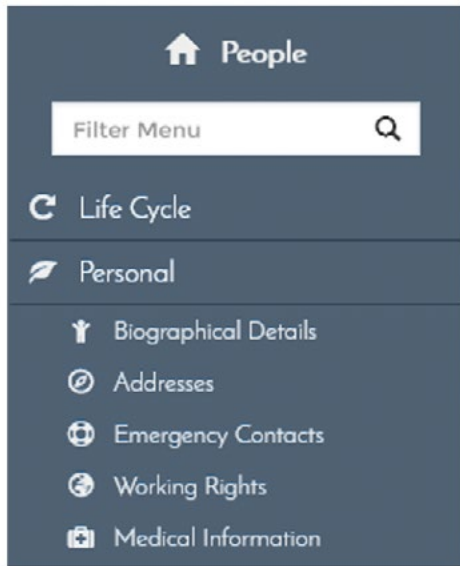 People
Filter Menu
Life Cycle
Personal
Biographical Details
Addresses
Emergency Contacts
Working Rights
Medical Information